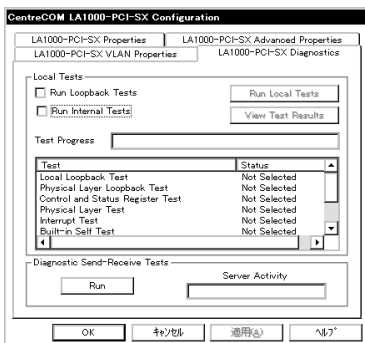 CentreCOM LA1000-PCI-SX Configuration
LA1000-PCI-SX Properties LA1000-PCI-SX Advanced Properties
LA1000-PCI-SX VLAN Properties LA1000-PCI-SX Diagnostics
Local Tests
Run Loopback Tests Run Local Tests
Run Internal Tests View Test Results
Test Progress
Test Status
Local Loopback Test Not Selected
Physical Layer Loopback Test Not Selected
Control and Status Register Test Not Selected
Physical Layer Test Not Selected
Interrupt Test Not Selected
Built-in Self Test Not Selected
Diagnostic Send-Receive Tests
Server Activity
Run
OK ｷｬﾝｾﾙ 適用(A) ﾍﾙﾌﾟ